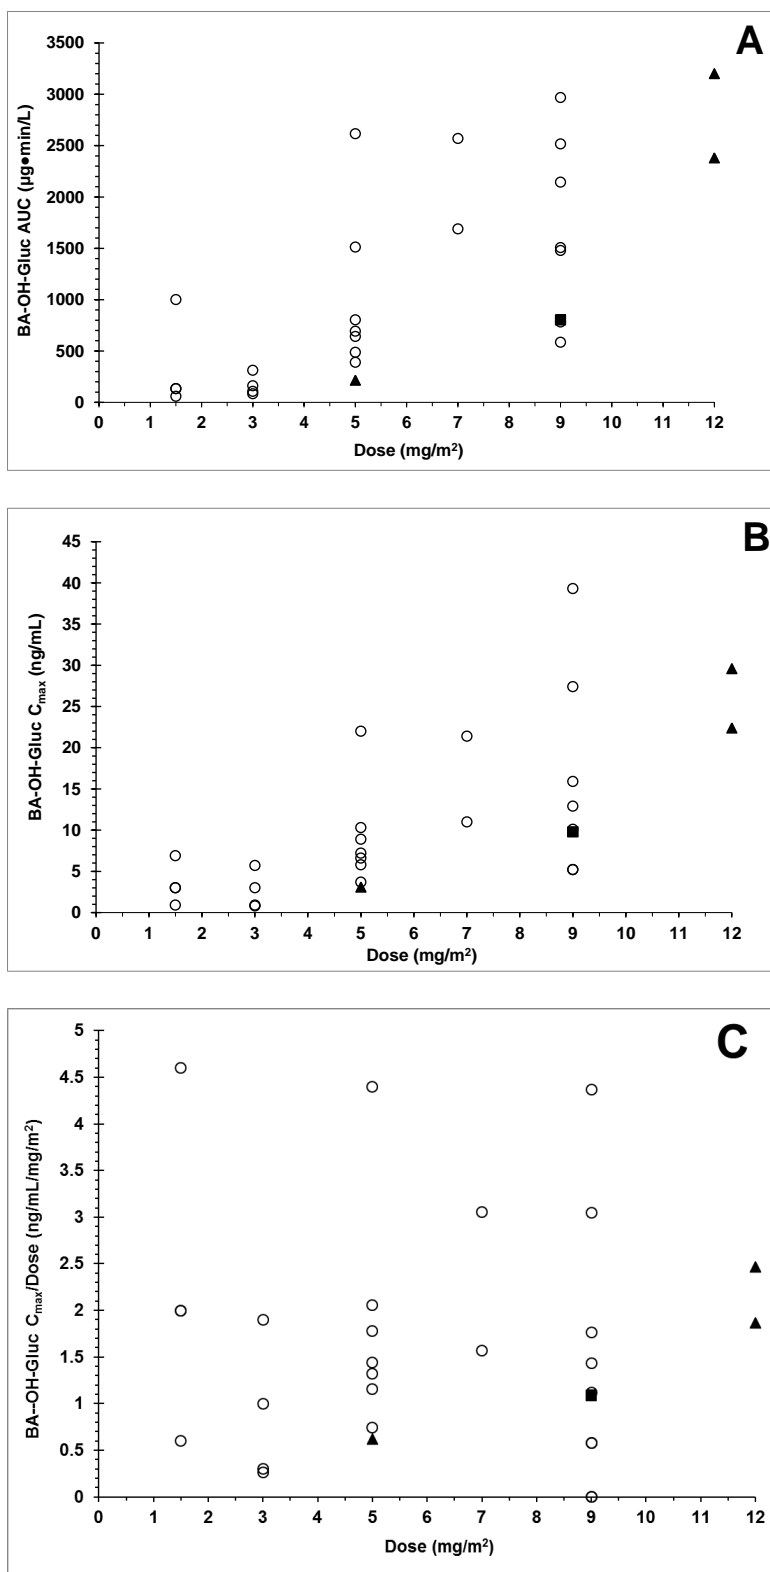 A
3500
3000
2500
2000
1500
1000
500
0
BA-OH-Gluc AUC (µg●min/L)
0 1 2 3 4 5 6 7 8 9 10 11 12
Dose (mg/m²)
B
45
40
35
30
25
20
15
10
5
0
BA-OH-Gluc Cmax (ng/mL)
0 1 2 3 4 5 6 7 8 9 10 11 12
Dose (mg/m²)
C
5
4.5
4
3.5
3
2.5
2
1.5
1
0.5
0
BA--OH-Gluc Cmax/Dose (ng/mL/mg/m²)
0 1 2 3 4 5 6 7 8 9 10 11 12
Dose (mg/m²)